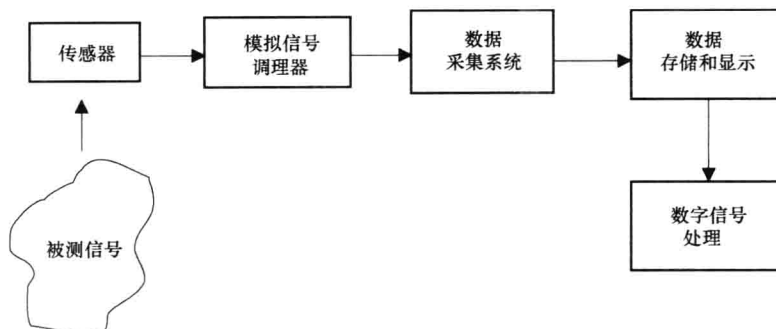 传感器
模拟信号
调理器
数据
采集系统
数据
存储和显示
数字信号
处理
被测信号